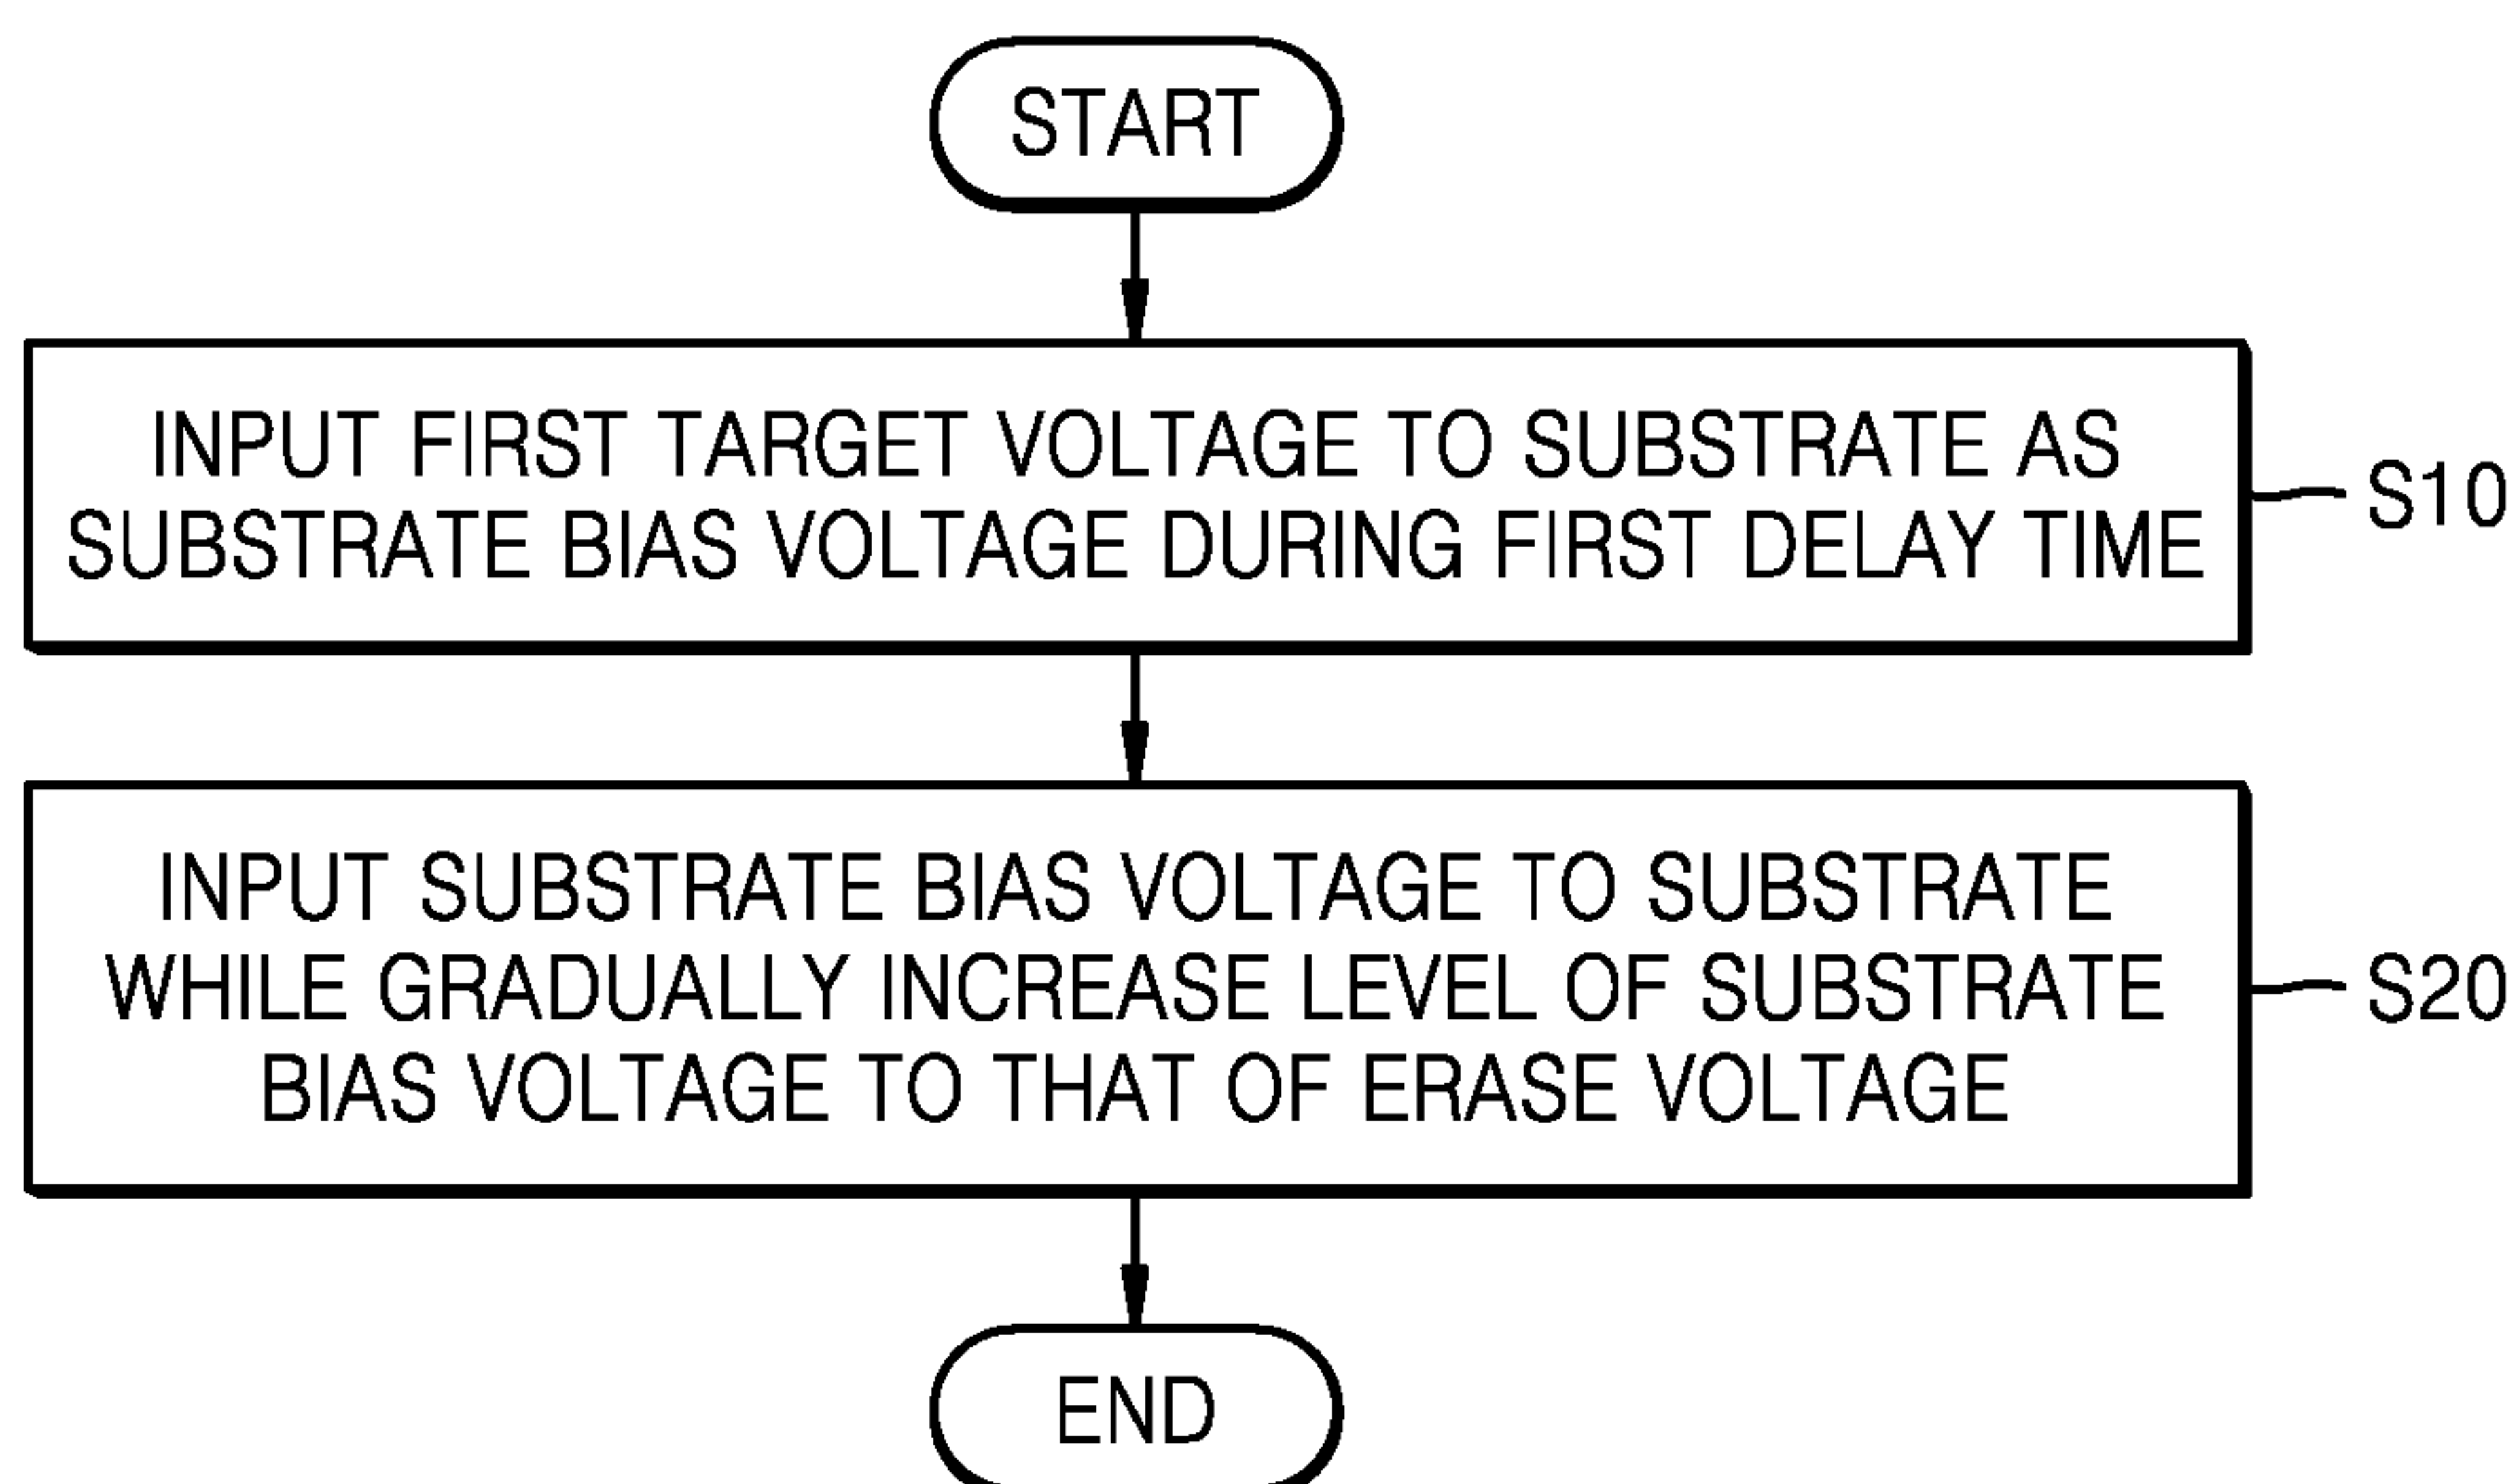 START
INPUT FIRST TARGET VOLTAGE TO SUBSTRATE AS
SUBSTRATE BIAS VOLTAGE DURING FIRST DELAY TIME
S10
INPUT SUBSTRATE BIAS VOLTAGE TO SUBSTRATE
WHILE GRADUALLY INCREASE LEVEL OF SUBSTRATE
BIAS VOLTAGE TO THAT OF ERASE VOLTAGE
S20
END